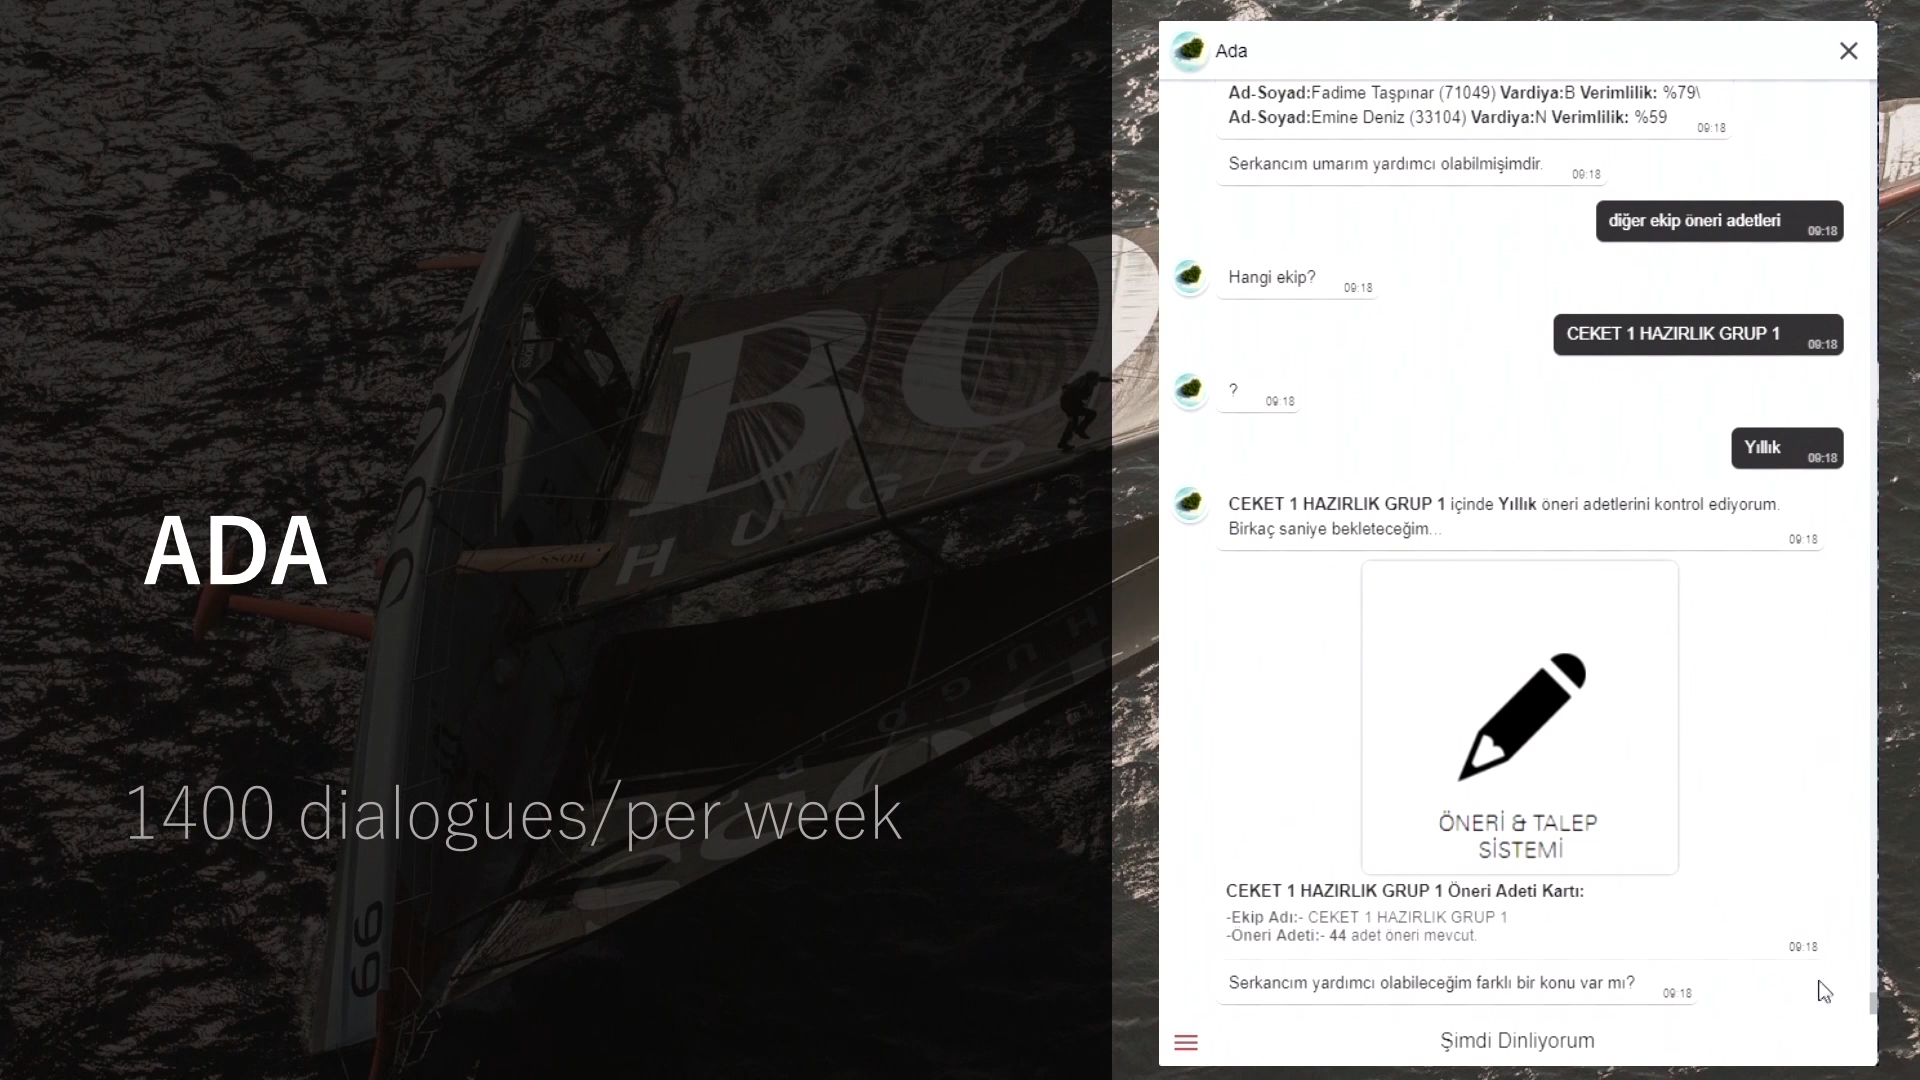 ADA
1400 dialogues/per week
BO
HUGO
BOSS
99
Ada
Ad-Soyad:Fadime Taşpınar (71049) Vardiya:B Verimlilik: %79\
Ad-Soyad:Emine Deniz (33104) Vardiya:N Verimlilik: %59
09:18
Serkancım umarım yardımcı olabilmişimdir.
09:18
diğer ekip öneri adetleri
09:18
Hangi ekip?
09:18
CEKET 1 HAZIRLIK GRUP 1
09:18
?
09:18
Yıllık
09:18
CEKET 1 HAZIRLIK GRUP 1 içinde Yıllık öneri adetlerini kontrol ediyorum.
Birkaç saniye bekleteceğim...
09:18
ÖNERİ & TALEP
SİSTEMİ
CEKET 1 HAZIRLIK GRUP 1 Öneri Adeti Kartı:
-Ekip Adı:- CEKET 1 HAZIRLIK GRUP 1
-Öneri Adeti:- 44 adet öneri mevcut.
09:18
Serkancım yardımcı olabileceğim farklı bir konu var mı?
09:18
Şimdi Dinliyorum